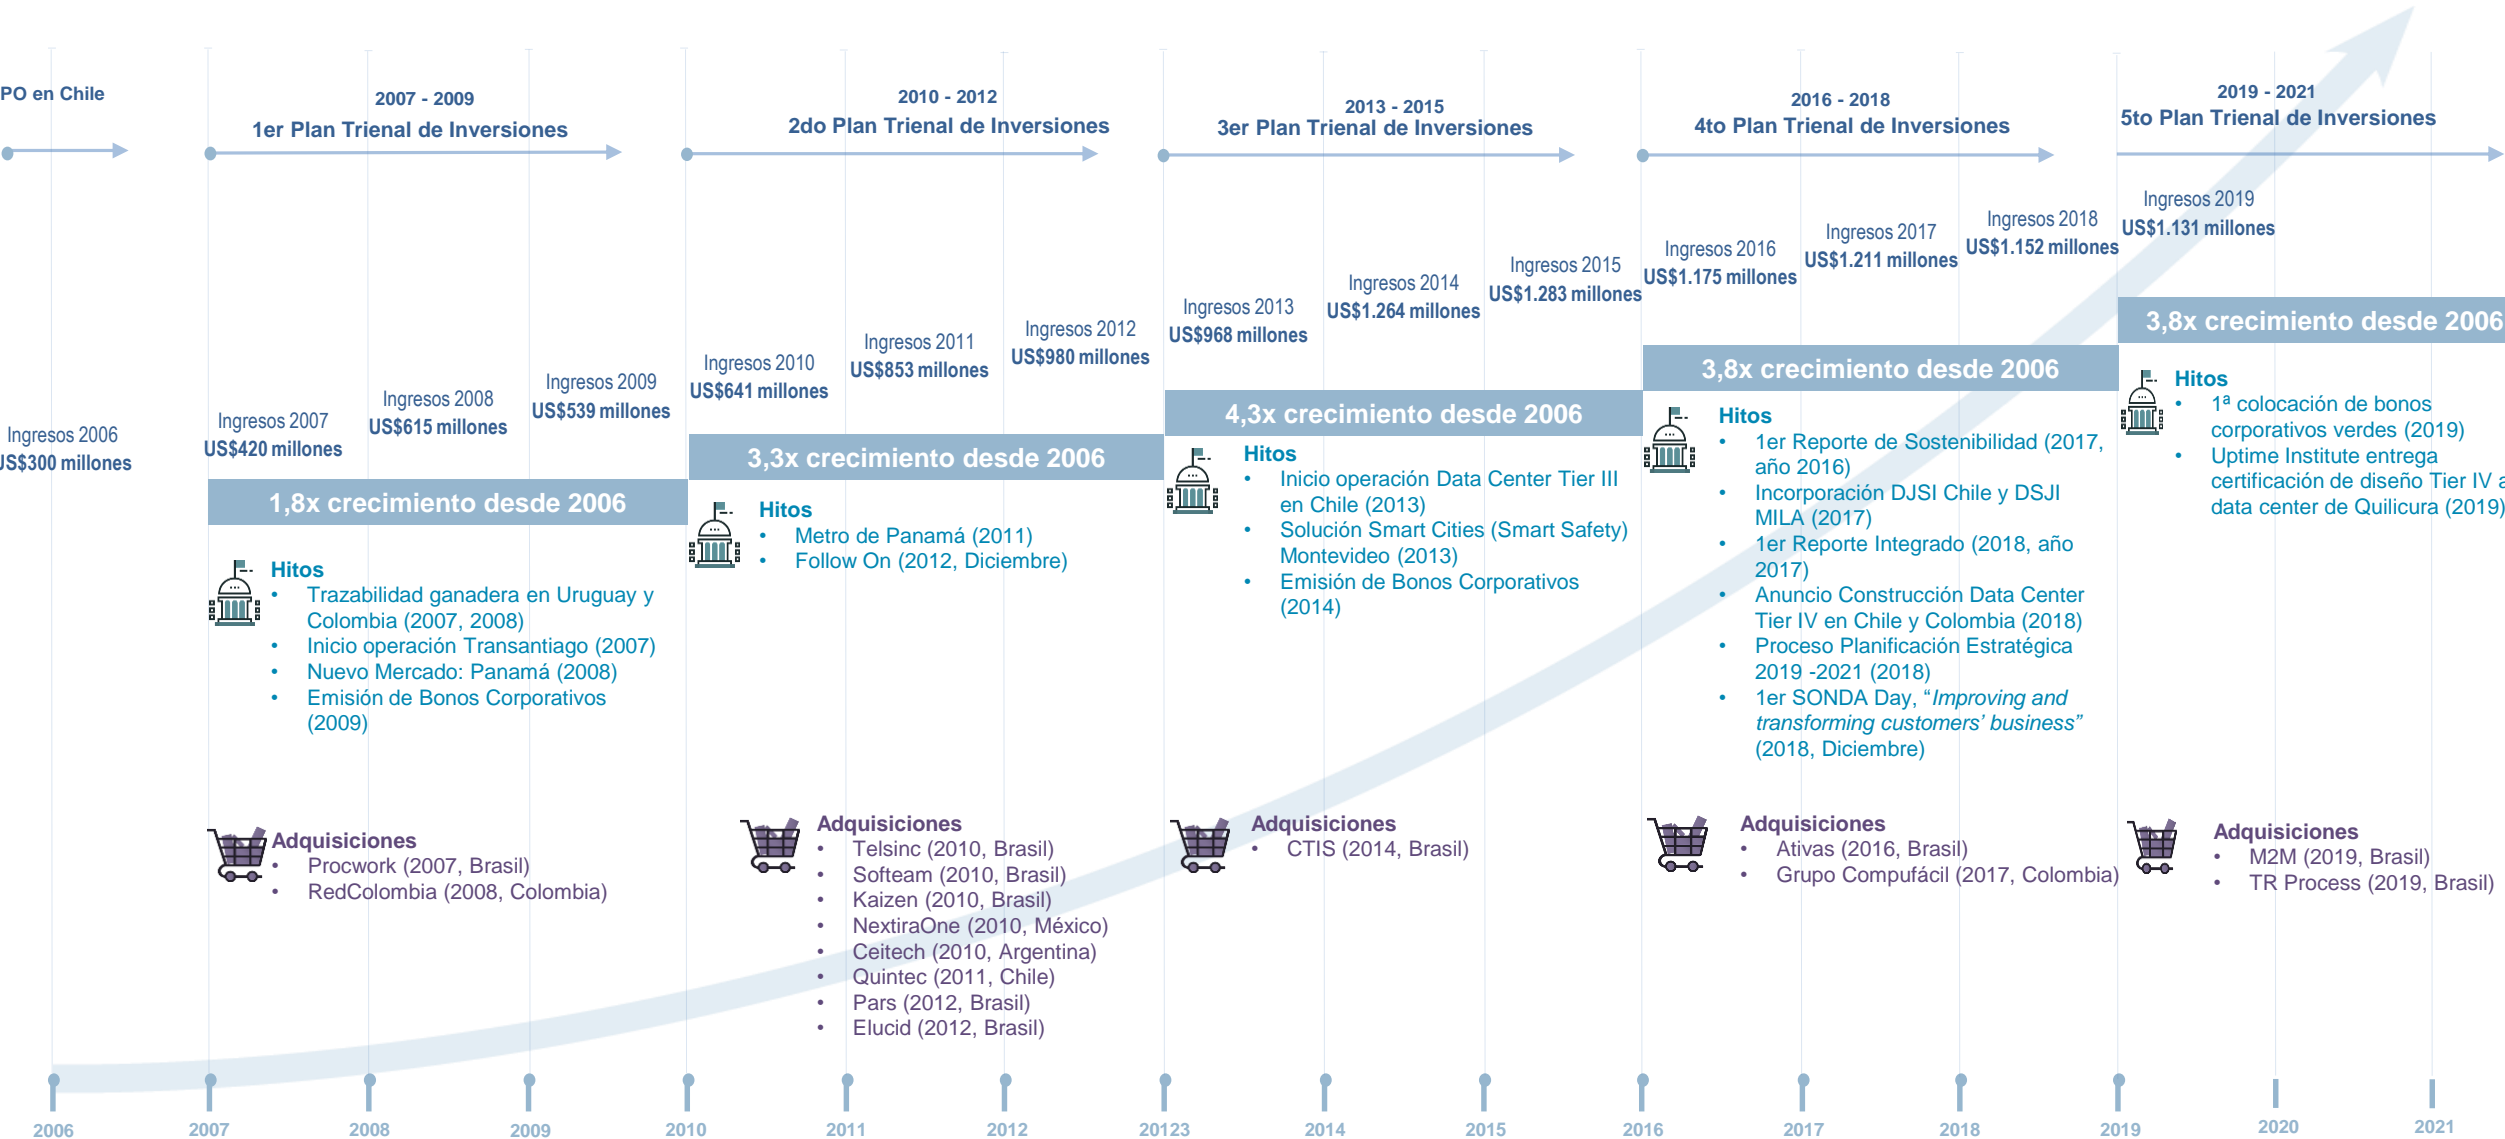 PO en Chile
2007 - 2009
1er Plan Trienal de Inversiones
2010 - 2012
2do Plan Trienal de Inversiones
2013 - 2015
3er Plan Trienal de Inversiones
2016 - 2018
4to Plan Trienal de Inversiones
2019 - 2021
5to Plan Trienal de Inversiones
Ingresos 2006
US$300 millones
Ingresos 2007
US$420 millones
Ingresos 2008
US$615 millones
Ingresos 2009
US$539 millones
Ingresos 2010
US$641 millones
Ingresos 2011
US$853 millones
Ingresos 2012
US$980 millones
Ingresos 2013
US$968 millones
Ingresos 2014
US$1.264 millones
Ingresos 2015
US$1.283 millones
Ingresos 2016
US$1.175 millones
Ingresos 2017
US$1.211 millones
Ingresos 2018
US$1.152 millones
Ingresos 2019
US$1.131 millones
1,8x crecimiento desde 2006
Hitos
• Trazabilidad ganadera en Uruguay y
Colombia (2007, 2008)
• Inicio operación Transantiago (2007)
• Nuevo Mercado: Panamá (2008)
• Emisión de Bonos Corporativos
(2009)
3,3x crecimiento desde 2006
Hitos
• Metro de Panamá (2011)
• Follow On (2012, Diciembre)
4,3x crecimiento desde 2006
Hitos
• Inicio operación Data Center Tier III
en Chile (2013)
• Solución Smart Cities (Smart Safety)
Montevideo (2013)
• Emisión de Bonos Corporativos
(2014)
3,8x crecimiento desde 2006
Hitos
• 1er Reporte de Sostenibilidad (2017,
año 2016)
• Incorporación DJSI Chile y DSJI
MILA (2017)
• 1er Reporte Integrado (2018, año
2017)
• Anuncio Construcción Data Center
Tier IV en Chile y Colombia (2018)
• Proceso Planificación Estratégica
2019 -2021 (2018)
• 1er SONDA Day, “Improving and
transforming customers’ business”
(2018, Diciembre)
3,8x crecimiento desde 2006
Hitos
• 1ª colocación de bonos
corporativos verdes (2019)
• Uptime Institute entrega
certificación de diseño Tier IV a
data center de Quilicura (2019)
Adquisiciones
• Procwork (2007, Brasil)
• RedColombia (2008, Colombia)
Adquisiciones
• Telsinc (2010, Brasil)
• Softeam (2010, Brasil)
• Kaizen (2010, Brasil)
• NextiraOne (2010, México)
• Ceitech (2010, Argentina)
• Quintec (2011, Chile)
• Pars (2012, Brasil)
• Elucid (2012, Brasil)
Adquisiciones
• CTIS (2014, Brasil)
Adquisiciones
• Ativas (2016, Brasil)
• Grupo Compufácil (2017, Colombia)
Adquisiciones
• M2M (2019, Brasil)
• TR Process (2019, Brasil)
2006
2007
2008
2009
2010
2011
2012
20123
2014
2015
2016
2017
2018
2019
2020
2021